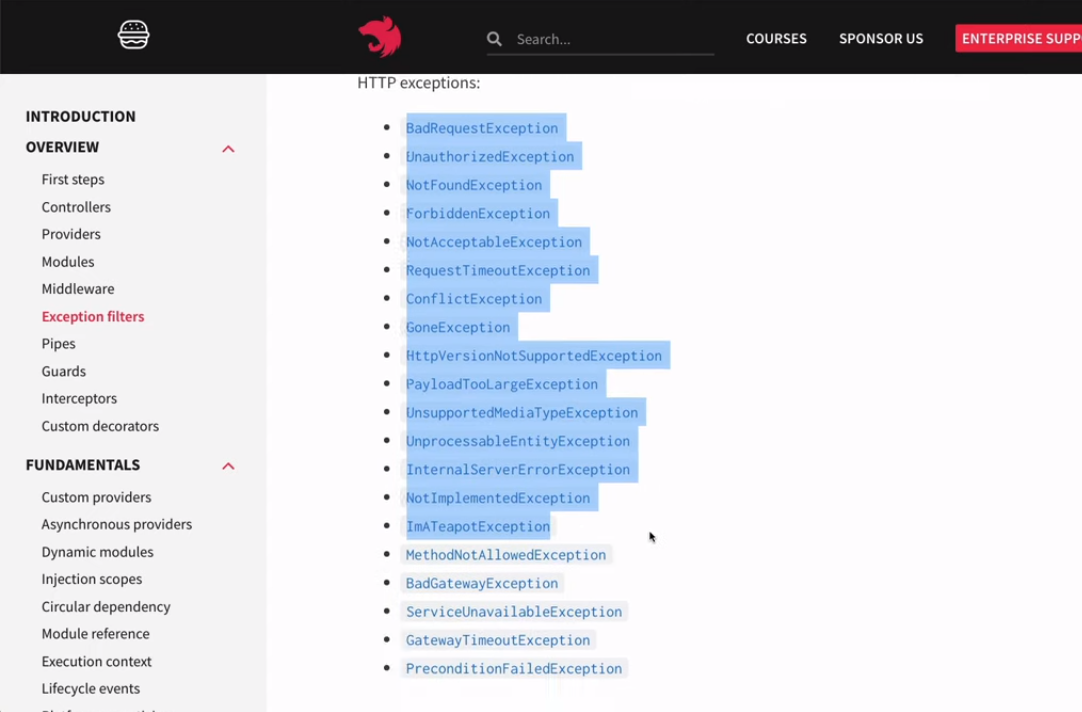 Search...
COURSES
SPONSOR US
ENTERPRISE SUPP
INTRODUCTION
OVERVIEW
First steps
Controllers
Providers
Modules
Middleware
Exception filters
Pipes
Guards
Interceptors
Custom decorators
FUNDAMENTALS
Custom providers
Asynchronous providers
Dynamic modules
Injection scopes
Circular dependency
Module reference
Execution context
Lifecycle events
HTTP exceptions:
BadRequestException
UnauthorizedException
NotFoundException
ForbiddenException
NotAcceptableException
RequestTimeoutException
ConflictException
GoneException
HttpVersionNotSupportedException
PayloadTooLargeException
UnsupportedMediaTypeException
UnprocessableEntityException
InternalServerErrorException
NotImplementedException
ImATeapotException
MethodNotAllowedException
BadGatewayException
ServiceUnavailableException
GatewayTimeoutException
PreconditionFailedException